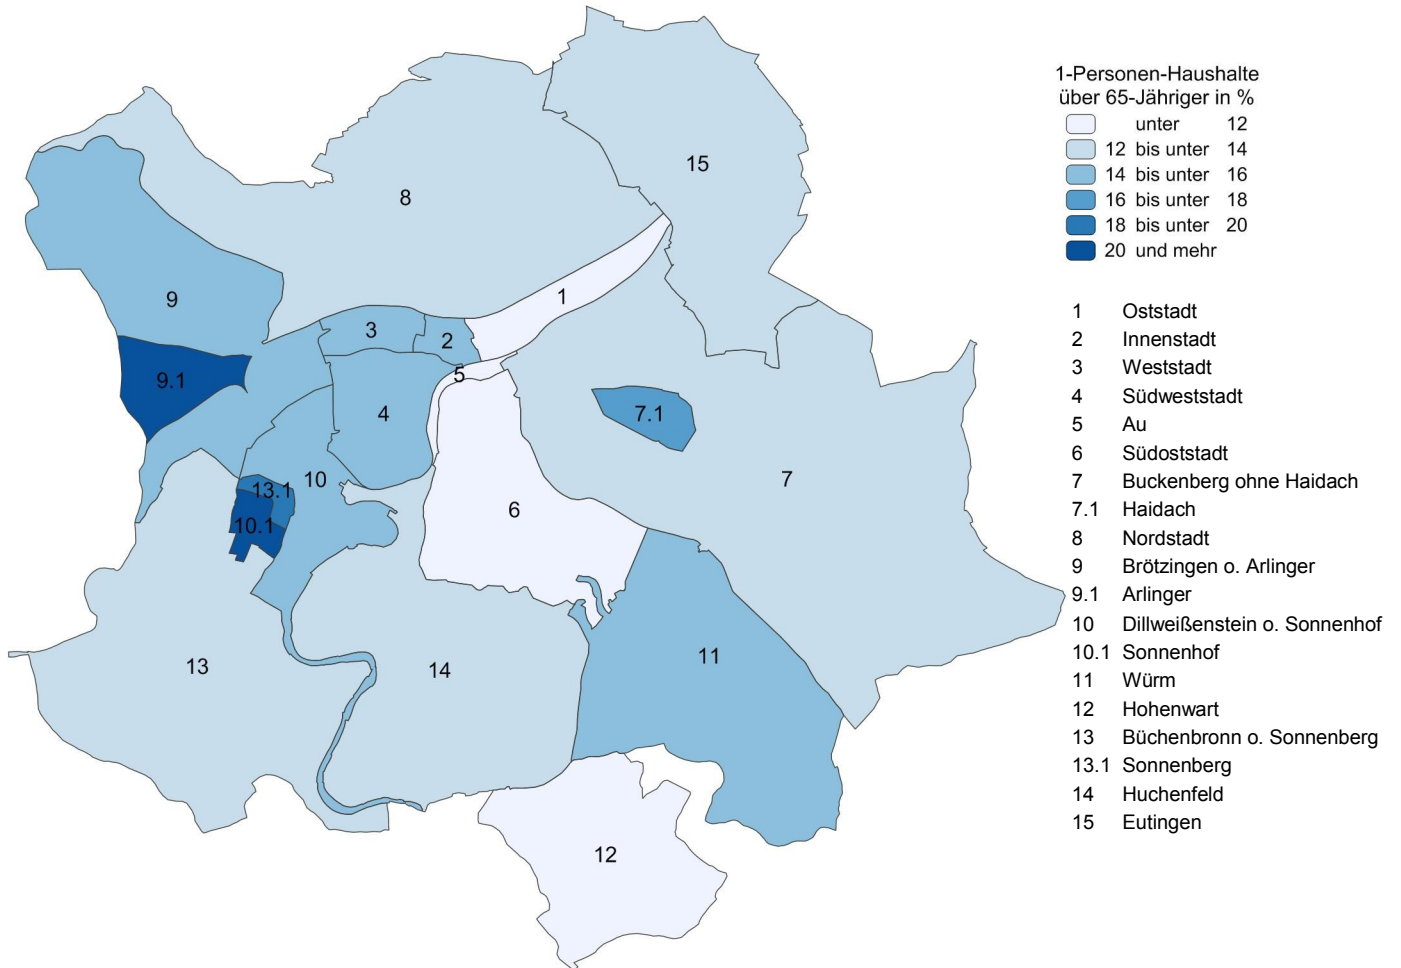 1-Personen-Haushalte
über 65-Jähriger in %
unter 12
12 bis unter 14
14 bis unter 16
16 bis unter 18
18 bis unter 20
20 und mehr
1 Oststadt
2 Innenstadt
3 Weststadt
4 Südweststadt
5 Au
6 Südoststadt
7 Buckenberg ohne Haidach
7.1 Haidach
8 Nordstadt
9 Brötzingen o. Arlinger
9.1 Arlinger
10 Dillweißenstein o. Sonnenhof
10.1 Sonnenhof
11 Würm
12 Hohenwart
13 Büchenbronn o. Sonnenberg
13.1 Sonnenberg
14 Huchenfeld
15 Eutingen
15
8
1
9
3
2
5
9.1
4
7.1
10
7
13.1
6
10.1
11
13
14
12